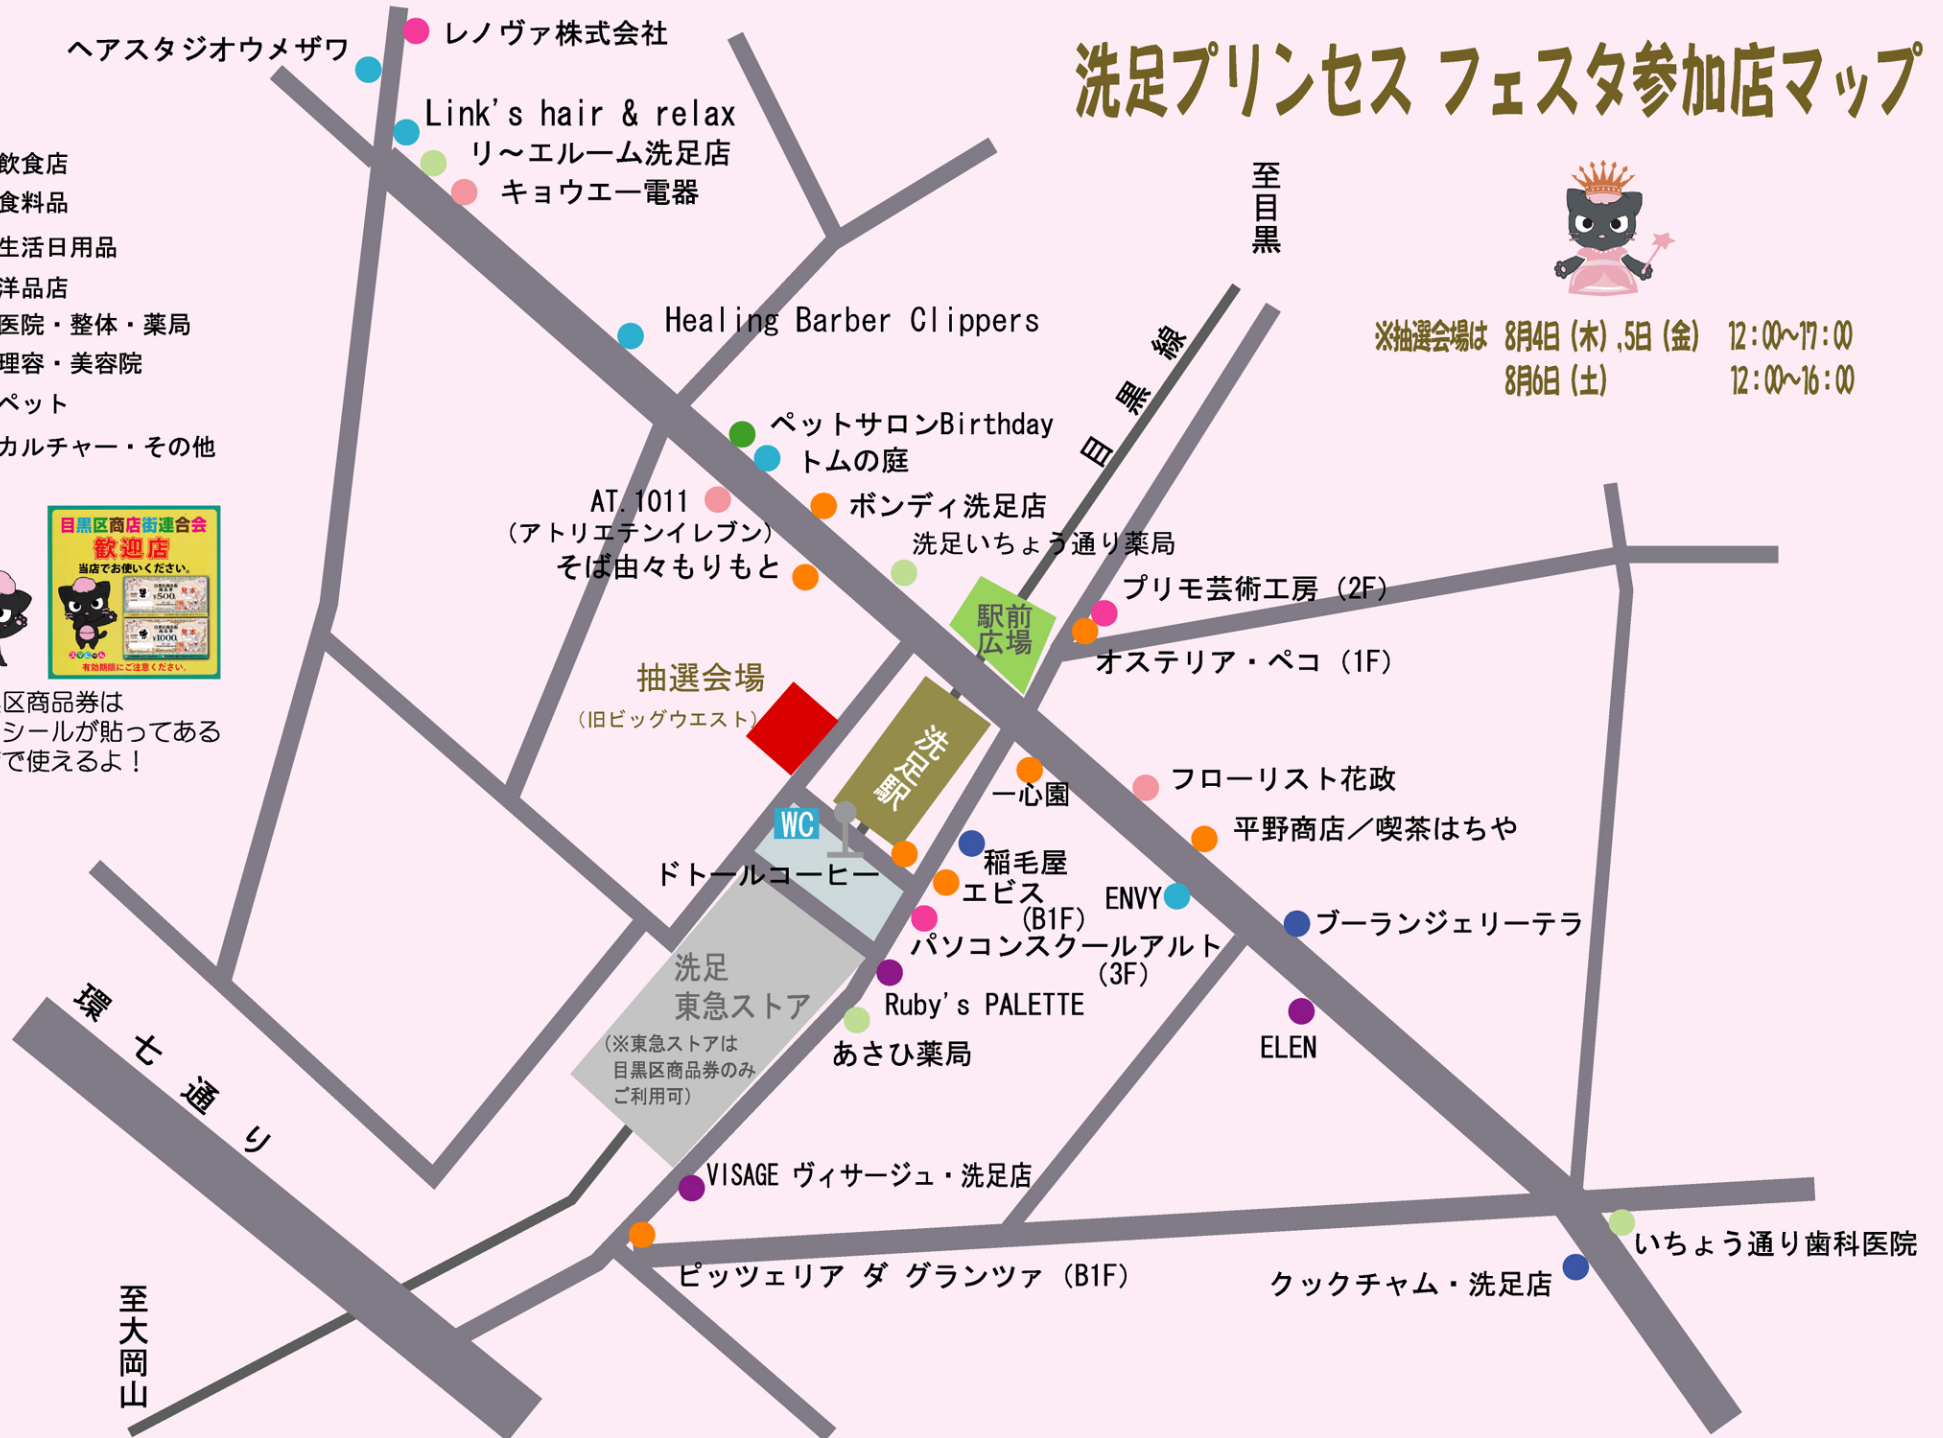 洗足プリンセス フェスタ参加店マップ
※抽選会場は 8月4日（木）,5日（金） 12：00～17：00
8月6日（土） 12：00～16：00
飲食店
食料品
生活日用品
洋品店
医院・整体・薬局
理容・美容院
ペット
カルチャー・その他
目黒区商店街連合会
歓迎店
当店でお使いください。
¥500
見本
¥1000
見本
有効期限にご注意ください。
区商品券は
シールが貼ってある
で使えるよ！
レノヴァ株式会社
ヘアスタジオウメザワ
Link's hair & relax
リ～エルーム洗足店
キョウエー電器
Healing Barber Clippers
至目黒
目黒線
ペットサロンBirthday
トムの庭
AT.1011
（アトリエテンイレブン）
ボンディ洗足店
洗足いちょう通り薬局
そば由々もりもと
駅前
広場
プリモ芸術工房（2F）
オステリア・ペコ（1F）
抽選会場
（旧ビッグウエスト）
洗足駅
一心園
フローリスト花政
平野商店／喫茶はちや
WC
ドトールコーヒー
稲毛屋
エビス
（B1F）
ENVY
ブーランジェリーテラ
パソコンスクールアルト
（3F）
洗足
東急ストア
（※東急ストアは
目黒区商品券のみ
ご利用可）
Ruby's PALETTE
あさひ薬局
ELEN
環七通り
VISAGE ヴィサージュ・洗足店
ピッツェリア ダ グランツァ（B1F）
いちょう通り歯科医院
クックチャム・洗足店
至大岡山